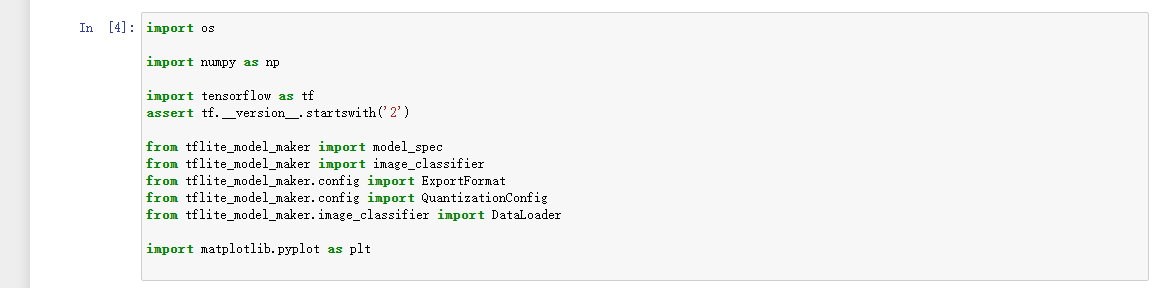 In [4]: import os
import numpy as np
import tensorflow as tf
assert tf.__version__.startswith('2')
from tflite_model_maker import model_spec
from tflite_model_maker import image_classifier
from tflite_model_maker.config import ExportFormat
from tflite_model_maker.config import QuantizationConfig
from tflite_model_maker.image_classifier import DataLoader
import matplotlib.pyplot as plt